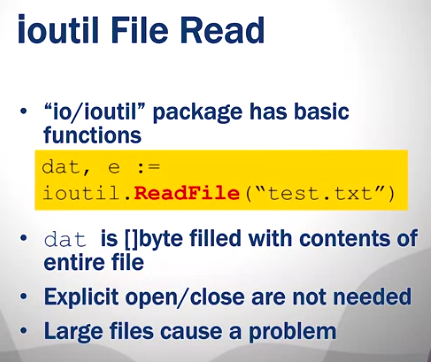 ioutil File Read
• “io/ioutil” package has basic
functions
dat, e :=
ioutil.ReadFile(“test.txt”)
• dat is []byte filled with contents of
entire file
• Explicit open/close are not needed
• Large files cause a problem